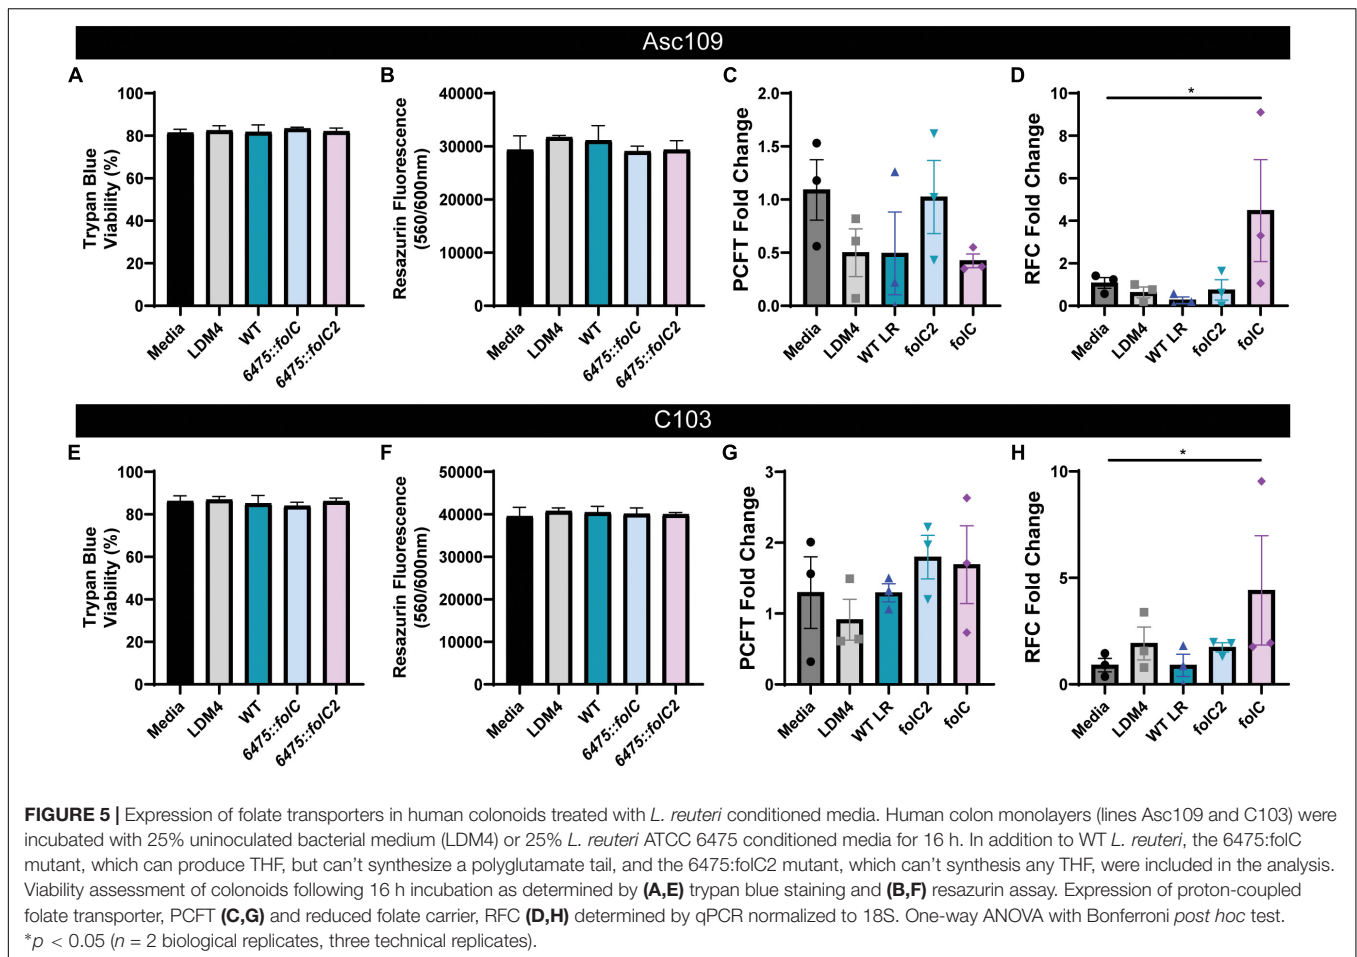 Asc109
A
B
C
D
100
80
60
40
20
0
Trypan Blue
Viability (%)
Media
LDM4
WT
6475::folC
6475::folC2
40000
30000
20000
10000
0
Resazurin Fluorescence
(560/600nm)
Media
LDM4
WT
6475::folC
6475::folC2
2.0
1.5
1.0
0.5
0.0
PCFT Fold Change
Media
LDM4
WT LR
folC2
folC
10
8
6
4
2
0
RFC Fold Change
*
Media
LDM4
WT LR
folC2
folC
C103
E
F
G
H
100
80
60
40
20
0
Trypan Blue
Viability (%)
Media
LDM4
WT
6475::folC
6475::folC2
50000
40000
30000
20000
10000
0
Resazurin Fluorescence
(560/600nm)
Media
LDM4
WT
6475::folC
6475::folC2
3
2
1
0
PCFT Fold Change
Media
LDM4
WT LR
folC2
folC
10
5
0
RFC Fold Change
*
Media
LDM4
WT LR
folC2
folC
FIGURE 5 | Expression of folate transporters in human colonoids treated with L. reuteri conditioned media. Human colon monolayers (lines Asc109 and C103) were
incubated with 25% uninoculated bacterial medium (LDM4) or 25% L. reuteri ATCC 6475 conditioned media for 16 h. In addition to WT L. reuteri, the 6475:folC
mutant, which can produce THF, but can't synthesize a polyglutamate tail, and the 6475:folC2 mutant, which can't synthesis any THF, were included in the analysis.
Viability assessment of colonoids following 16 h incubation as determined by (A,E) trypan blue staining and (B,F) resazurin assay. Expression of proton-coupled
folate transporter, PCFT (C,G) and reduced folate carrier, RFC (D,H) determined by qPCR normalized to 18S. One-way ANOVA with Bonferroni post hoc test.
*p < 0.05 (n = 2 biological replicates, three technical replicates).